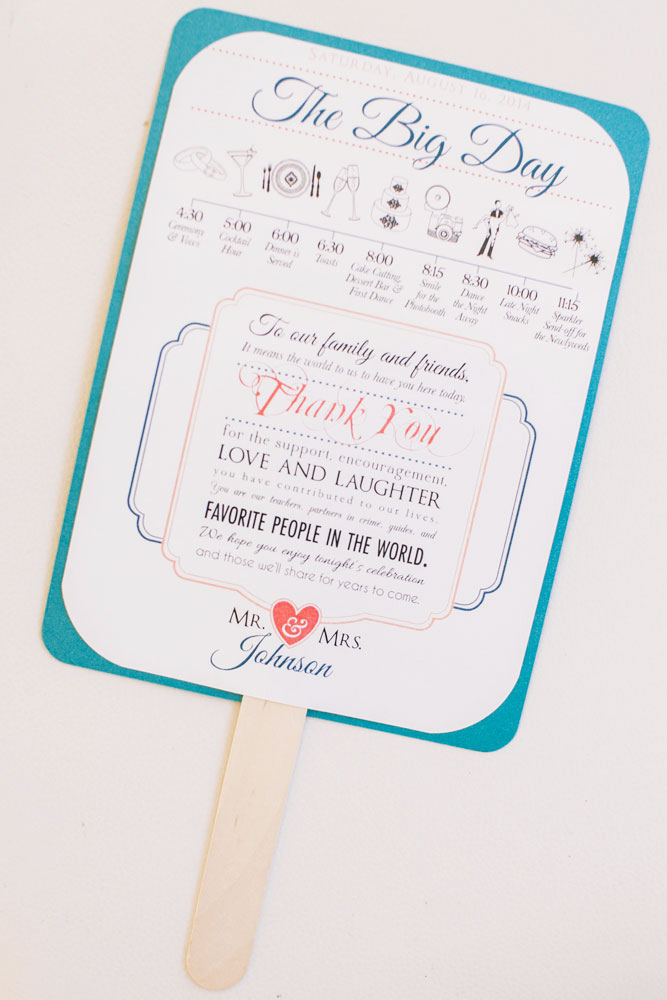 SATURDAY, AUGUST 16, 2014
The Big Day
4:30
Ceremony
& Vows
5:00
Cocktail
Hour
6:00
Dinner is
Served
6:30
Toasts
8:00
Cake Cutting,
Dessert Bar &
First Dance
8:15
Smile
for the
Photobooth
8:30
Dance
the Night
Away
10:00
Late Night
Snacks
11:15
Sparkler
Send-off for
the Newlyweds
To our family and friends,
It means the world to us to have you here today.
Thank You
for the support, encouragement,
LOVE AND LAUGHTER
you have contributed to our lives.
You are our teachers, partners in crime, guides, and
FAVORITE PEOPLE IN THE WORLD.
We hope you enjoy tonight's celebration
and those we'll share for years to come.
MR. & MRS.
Johnson